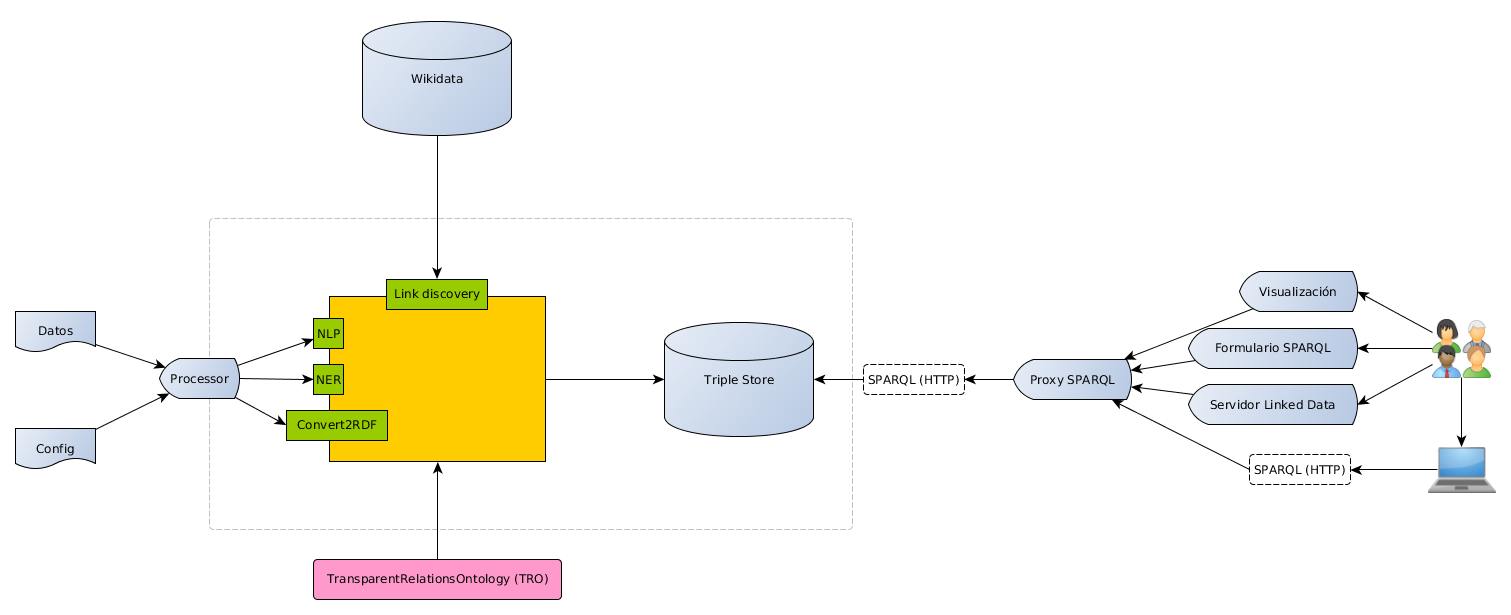 Wikidata
Link discovery
Datos
Config
Processor
NLP
NER
Convert2RDF
Triple Store
TransparentRelationsOntology (TRO)
SPARQL (HTTP)
Proxy SPARQL
Visualización
Formulario SPARQL
Servidor Linked Data
SPARQL (HTTP)